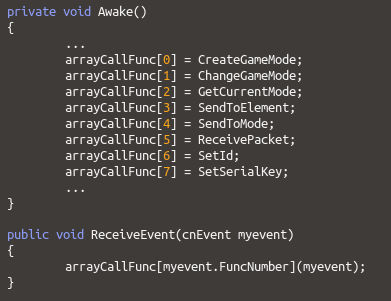 private void Awake()
{
...
arrayCallFunc[0] = CreateGameMode;
arrayCallFunc[1] = ChangeGameMode;
arrayCallFunc[2] = GetCurrentMode;
arrayCallFunc[3] = SendToElement;
arrayCallFunc[4] = SendToMode;
arrayCallFunc[5] = ReceivePacket;
arrayCallFunc[6] = SetId;
arrayCallFunc[7] = SetSerialKey;
...
}
public void ReceiveEvent(cnEvent myevent)
{
arrayCallFunc[myevent.FuncNumber](myevent);
}